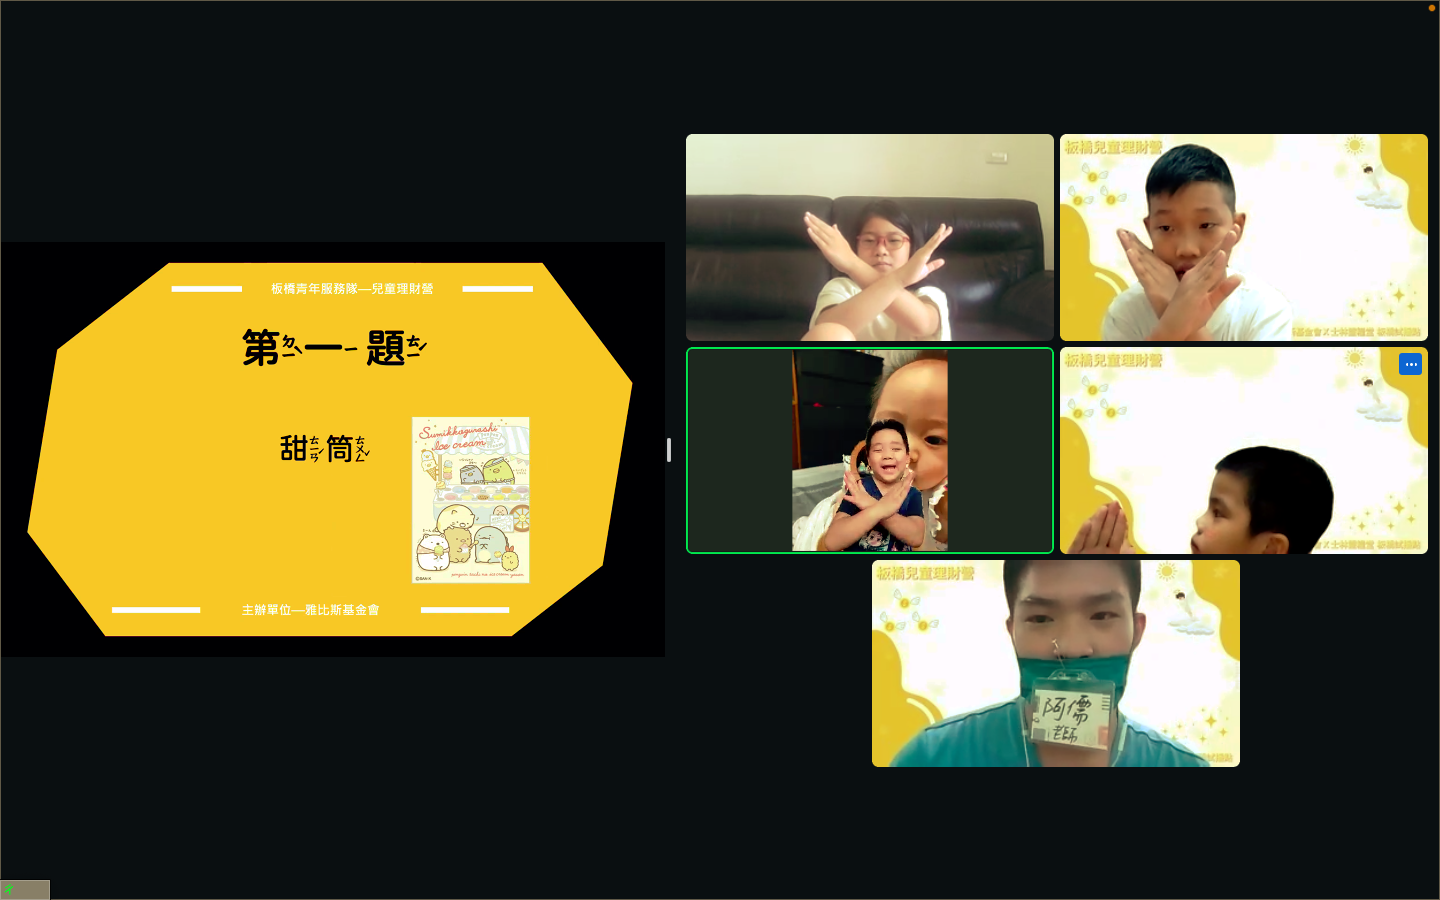 板橋青年服務隊—兒童理財營
第ㄉㄧˋ一ㄧ題ㄊㄧˊ
甜ㄊㄧㄢˊ筒ㄊㄨㄥˇ
Sumikkogurashi
Ice cream
主辦單位—雅比斯基金會
板橋兒童理財營
板橋兒童理財營
板橋兒童理財營
阿儒
老師
ㄔ